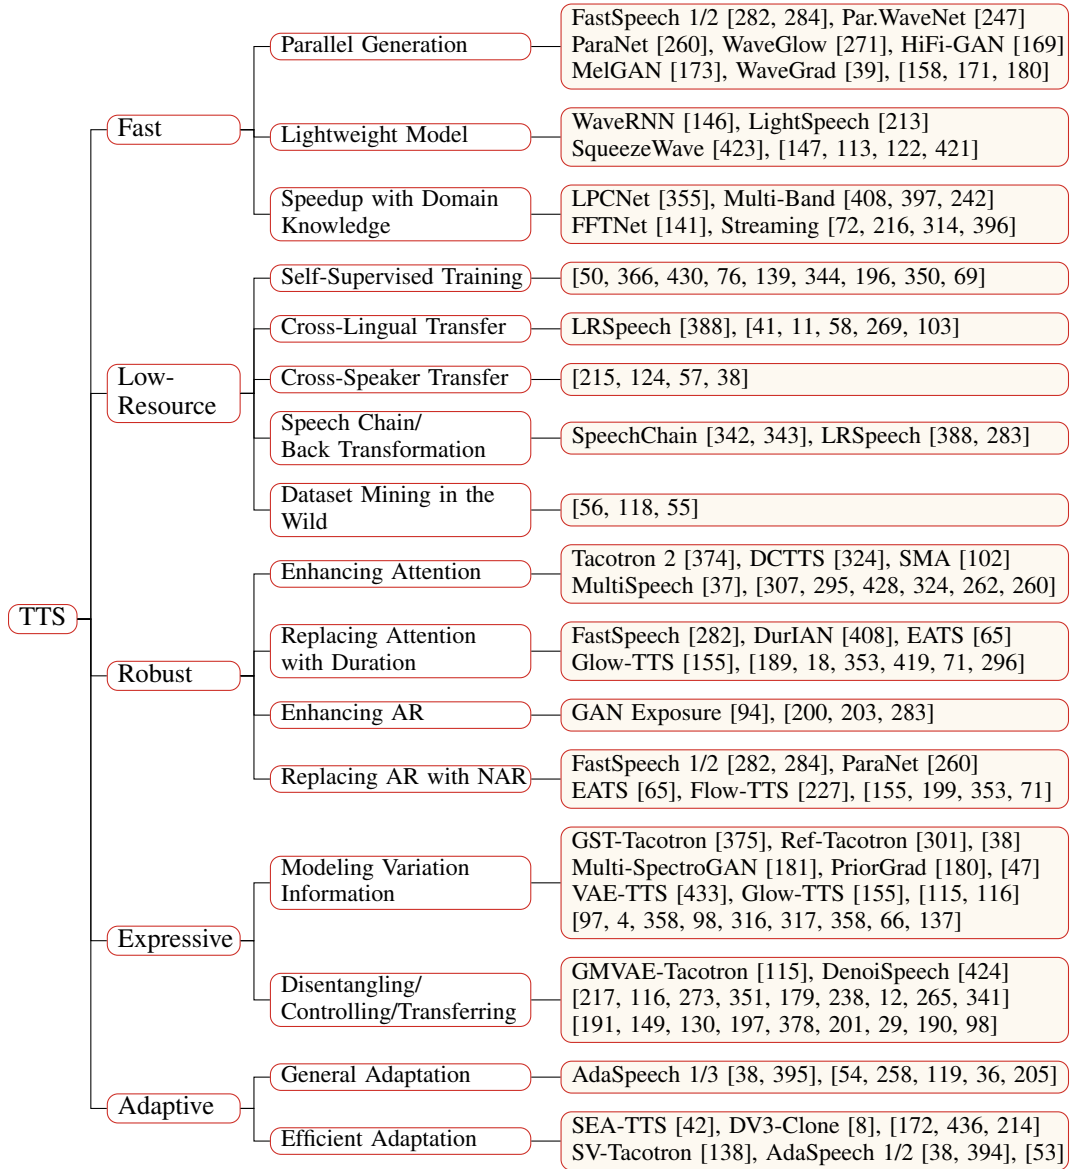 TTS
Fast
Parallel Generation
FastSpeech 1/2 [282, 284], Par.WaveNet [247]
ParaNet [260], WaveGlow [271], HiFi-GAN [169]
MelGAN [173], WaveGrad [39], [158, 171, 180]
Lightweight Model
WaveRNN [146], LightSpeech [213]
SqueezeWave [423], [147, 113, 122, 421]
Speedup with Domain
Knowledge
LPCNet [355], Multi-Band [408, 397, 242]
FFTNet [141], Streaming [72, 216, 314, 396]
Low-
Resource
Self-Supervised Training
[50, 366, 430, 76, 139, 344, 196, 350, 69]
Cross-Lingual Transfer
LRSpeech [388], [41, 11, 58, 269, 103]
Cross-Speaker Transfer
[215, 124, 57, 38]
Speech Chain/
Back Transformation
SpeechChain [342, 343], LRSpeech [388, 283]
Dataset Mining in the
Wild
[56, 118, 55]
Robust
Enhancing Attention
Tacotron 2 [374], DCTTS [324], SMA [102]
MultiSpeech [37], [307, 295, 428, 324, 262, 260]
Replacing Attention
with Duration
FastSpeech [282], DurIAN [408], EATS [65]
Glow-TTS [155], [189, 18, 353, 419, 71, 296]
Enhancing AR
GAN Exposure [94], [200, 203, 283]
Replacing AR with NAR
FastSpeech 1/2 [282, 284], ParaNet [260]
EATS [65], Flow-TTS [227], [155, 199, 353, 71]
Expressive
Modeling Variation
Information
GST-Tacotron [375], Ref-Tacotron [301], [38]
Multi-SpectroGAN [181], PriorGrad [180], [47]
VAE-TTS [433], Glow-TTS [155], [115, 116]
[97, 4, 358, 98, 316, 317, 358, 66, 137]
Disentangling/
Controlling/Transferring
GMVAE-Tacotron [115], DenoiSpeech [424]
[217, 116, 273, 351, 179, 238, 12, 265, 341]
[191, 149, 130, 197, 378, 201, 29, 190, 98]
Adaptive
General Adaptation
AdaSpeech 1/3 [38, 395], [54, 258, 119, 36, 205]
Efficient Adaptation
SEA-TTS [42], DV3-Clone [8], [172, 436, 214]
SV-Tacotron [138], AdaSpeech 1/2 [38, 394], [53]